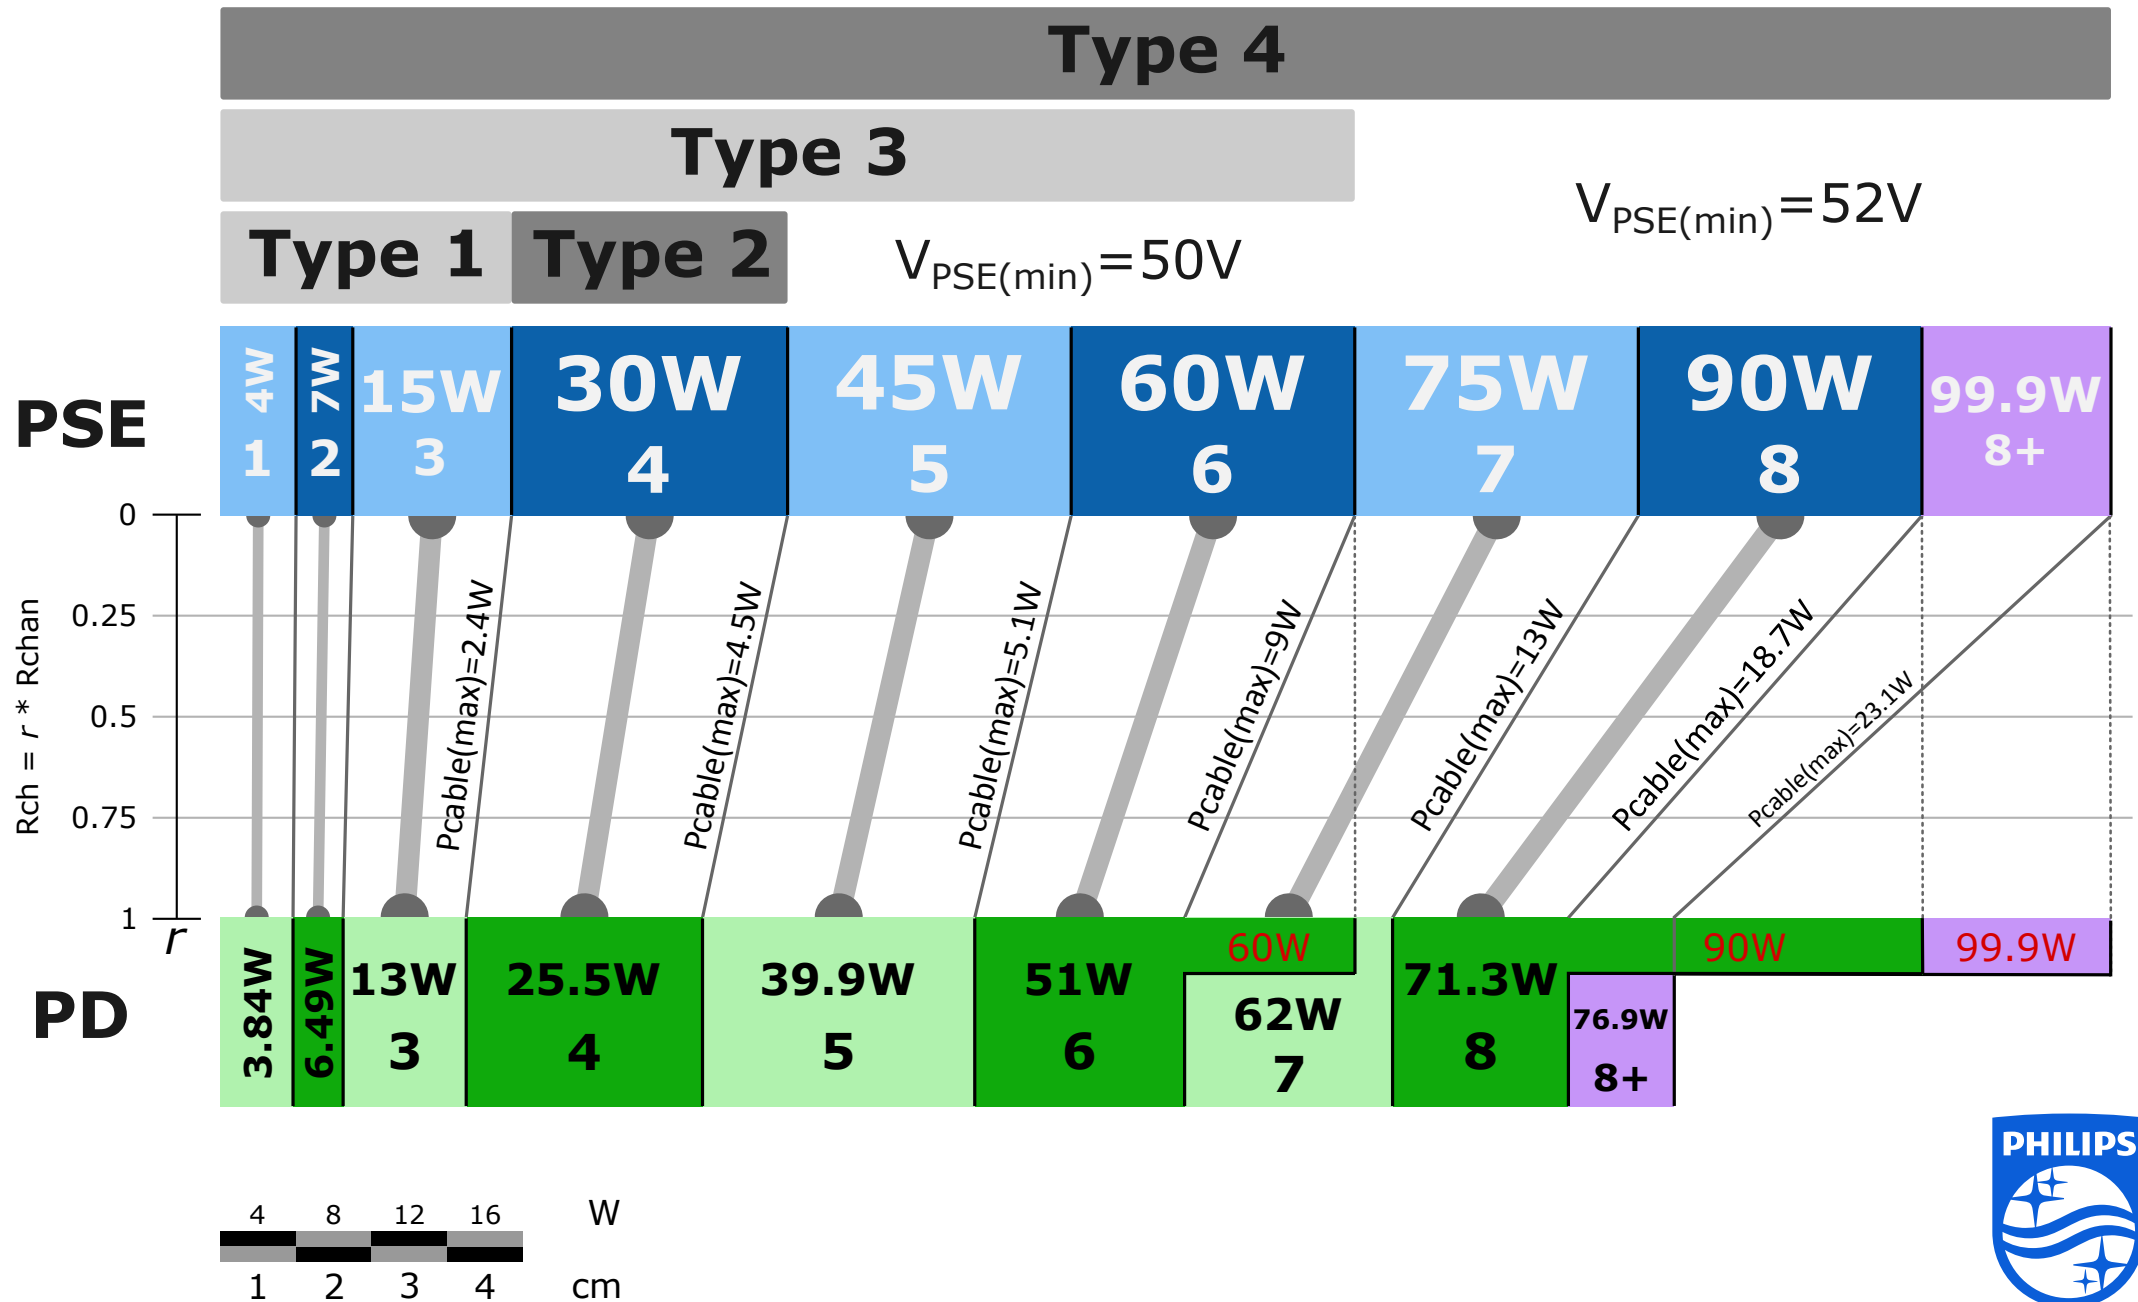 Type 4
Type 3
Type 1
Type 2
VPSE(min)=50V
VPSE(min)=52V
PSE
4W
1
7W
2
15W
3
30W
4
45W
5
60W
6
75W
7
90W
8
99.9W
8+
0
0.25
0.5
0.75
1
r
Rch = r * Rchan
Pcable(max)=2.4W
Pcable(max)=4.5W
Pcable(max)=5.1W
Pcable(max)=9W
Pcable(max)=13W
Pcable(max)=18.7W
Pcable(max)=23.1W
PD
3.84W
6.49W
13W
3
25.5W
4
39.9W
5
51W
6
60W
62W
7
71.3W
8
76.9W
8+
90W
99.9W
4 8 12 16 W
1 2 3 4 cm
PHILIPS